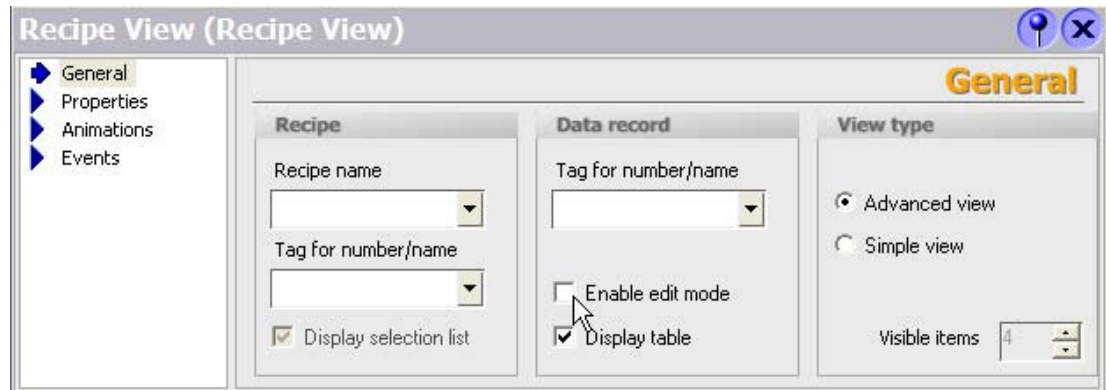 Recipe View (Recipe View)
General
Properties
Animations
Events
General
Recipe
Recipe name
Tag for number/name
Display selection list
Data record
Tag for number/name
Enable edit mode
Display table
View type
Advanced view
Simple view
Visible items 4